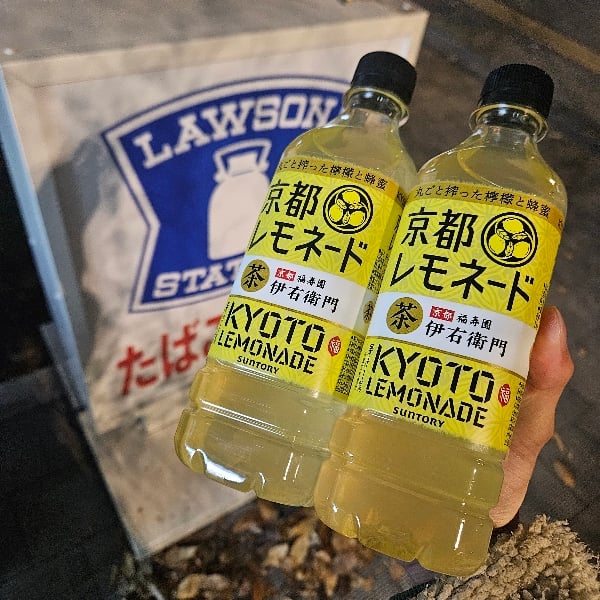 LAWSON
STAT
たばこ
丸ごと搾った檸檬と蜂蜜
京都
レモネード
茶
京都 福寿園
伊右衛門
KYOTO
LEMONADE
福
SUNTORY
丸ごと搾った檸檬と蜂蜜
京都
レモネード
茶
京都 福寿園
伊右衛門
KYOTO
LEMONADE
福
SUNTORY